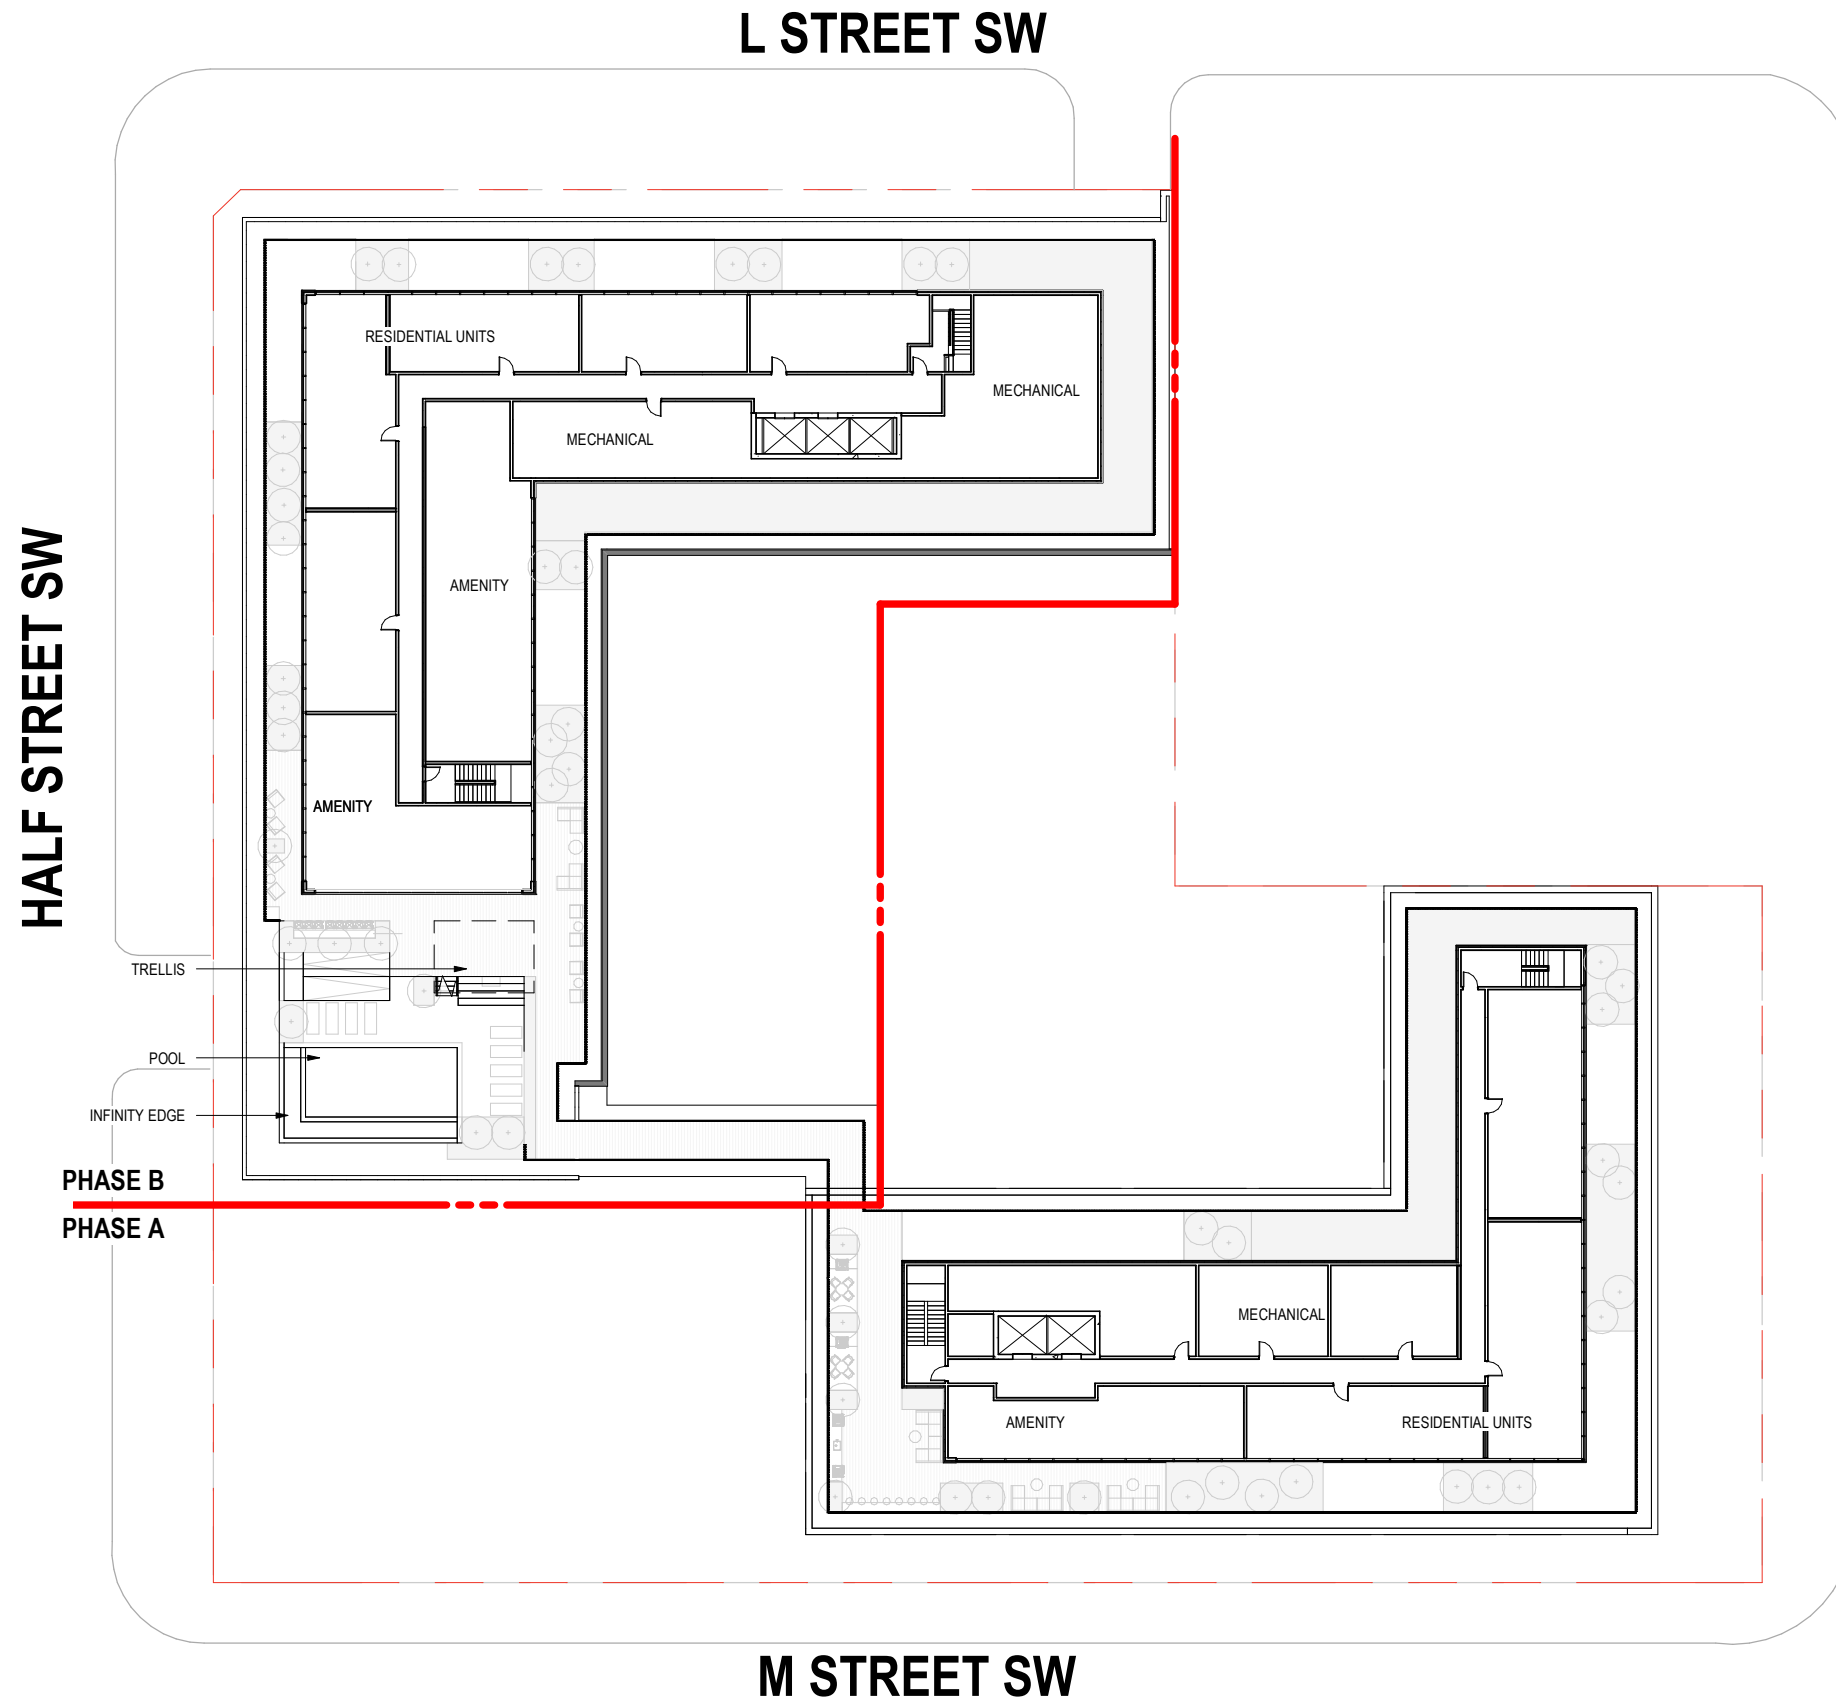 L STREET SW
RESIDENTIAL UNITS
MECHANICAL
MECHANICAL
HALF STREET SW
AMENITY
AMENITY
TRELLIS
POOL
INFINITY EDGE
PHASE B
PHASE A
MECHANICAL
AMENITY
RESIDENTIAL UNITS
M STREET SW